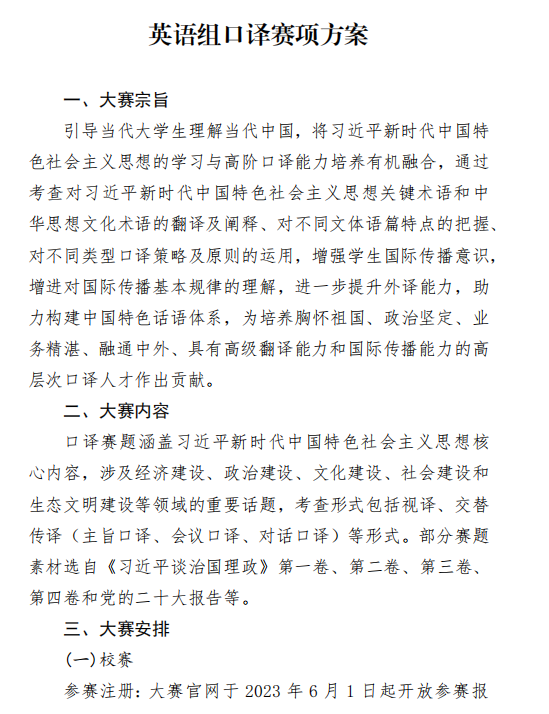 英语组口译赛项方案
一、大赛宗旨
引导当代大学生理解当代中国，将习近平新时代中国特
色社会主义思想的学习与高阶口译能力培养有机融合，通过
考查对习近平新时代中国特色社会主义思想关键术语和中
华思想文化术语的翻译及阐释、对不同文体语篇特点的把握、
对不同类型口译策略及原则的运用，增强学生国际传播意识，
增进对国际传播基本规律的理解，进一步提升外译能力，助
力构建中国特色话语体系，为培养胸怀祖国、政治坚定、业
务精湛、融通中外、具有高级翻译能力和国际传播能力的高
层次口译人才作出贡献。
二、大赛内容
口译赛题涵盖习近平新时代中国特色社会主义思想核
心内容，涉及经济建设、政治建设、文化建设、社会建设和
生态文明建设等领域的重要话题，考查形式包括视译、交替
传译（主旨口译、会议口译、对话口译）等形式。部分赛题
素材选自《习近平谈治国理政》第一卷、第二卷、第三卷、
第四卷和党的二十大报告等。
三、大赛安排
(一)校赛
参赛注册：大赛官网于 2023 年 6 月 1 日起开放参赛报